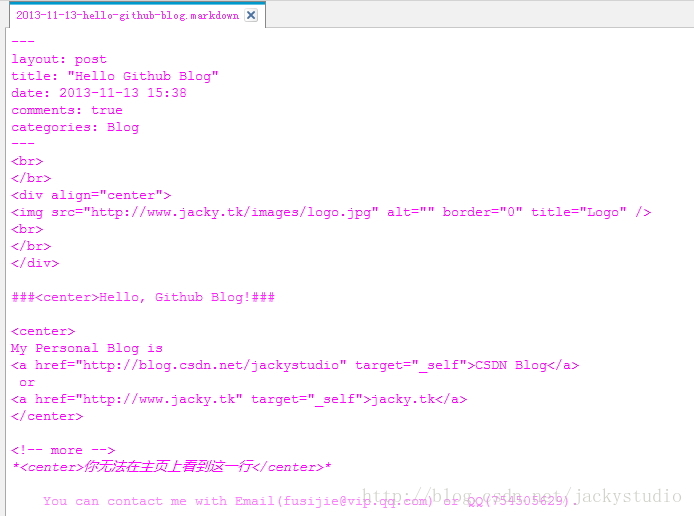 2013-11-13-hello-github-blog.markdown
---
layout: post
title: "Hello Github Blog"
date: 2013-11-13 15:38
comments: true
categories: Blog
---
<br>
</br>
<div align="center">
<img src="http://www.jacky.tk/images/logo.jpg" alt="" border="0" title="Logo" />
<br>
</br>
</div>
###<center>Hello, Github Blog!###
<center>
My Personal Blog is
<a href="http://blog.csdn.net/jackystudio" target="_self">CSDN Blog</a>
or
<a href="http://www.jacky.tk" target="_self">jacky.tk</a>
</center>
<!-- more -->
*<center>你无法在主页上看到这一行</center>*
You can contact me with Email(fusijie@vip.qq.com) or QQ(754505629).
http://blog.csdn.net/jackystudio